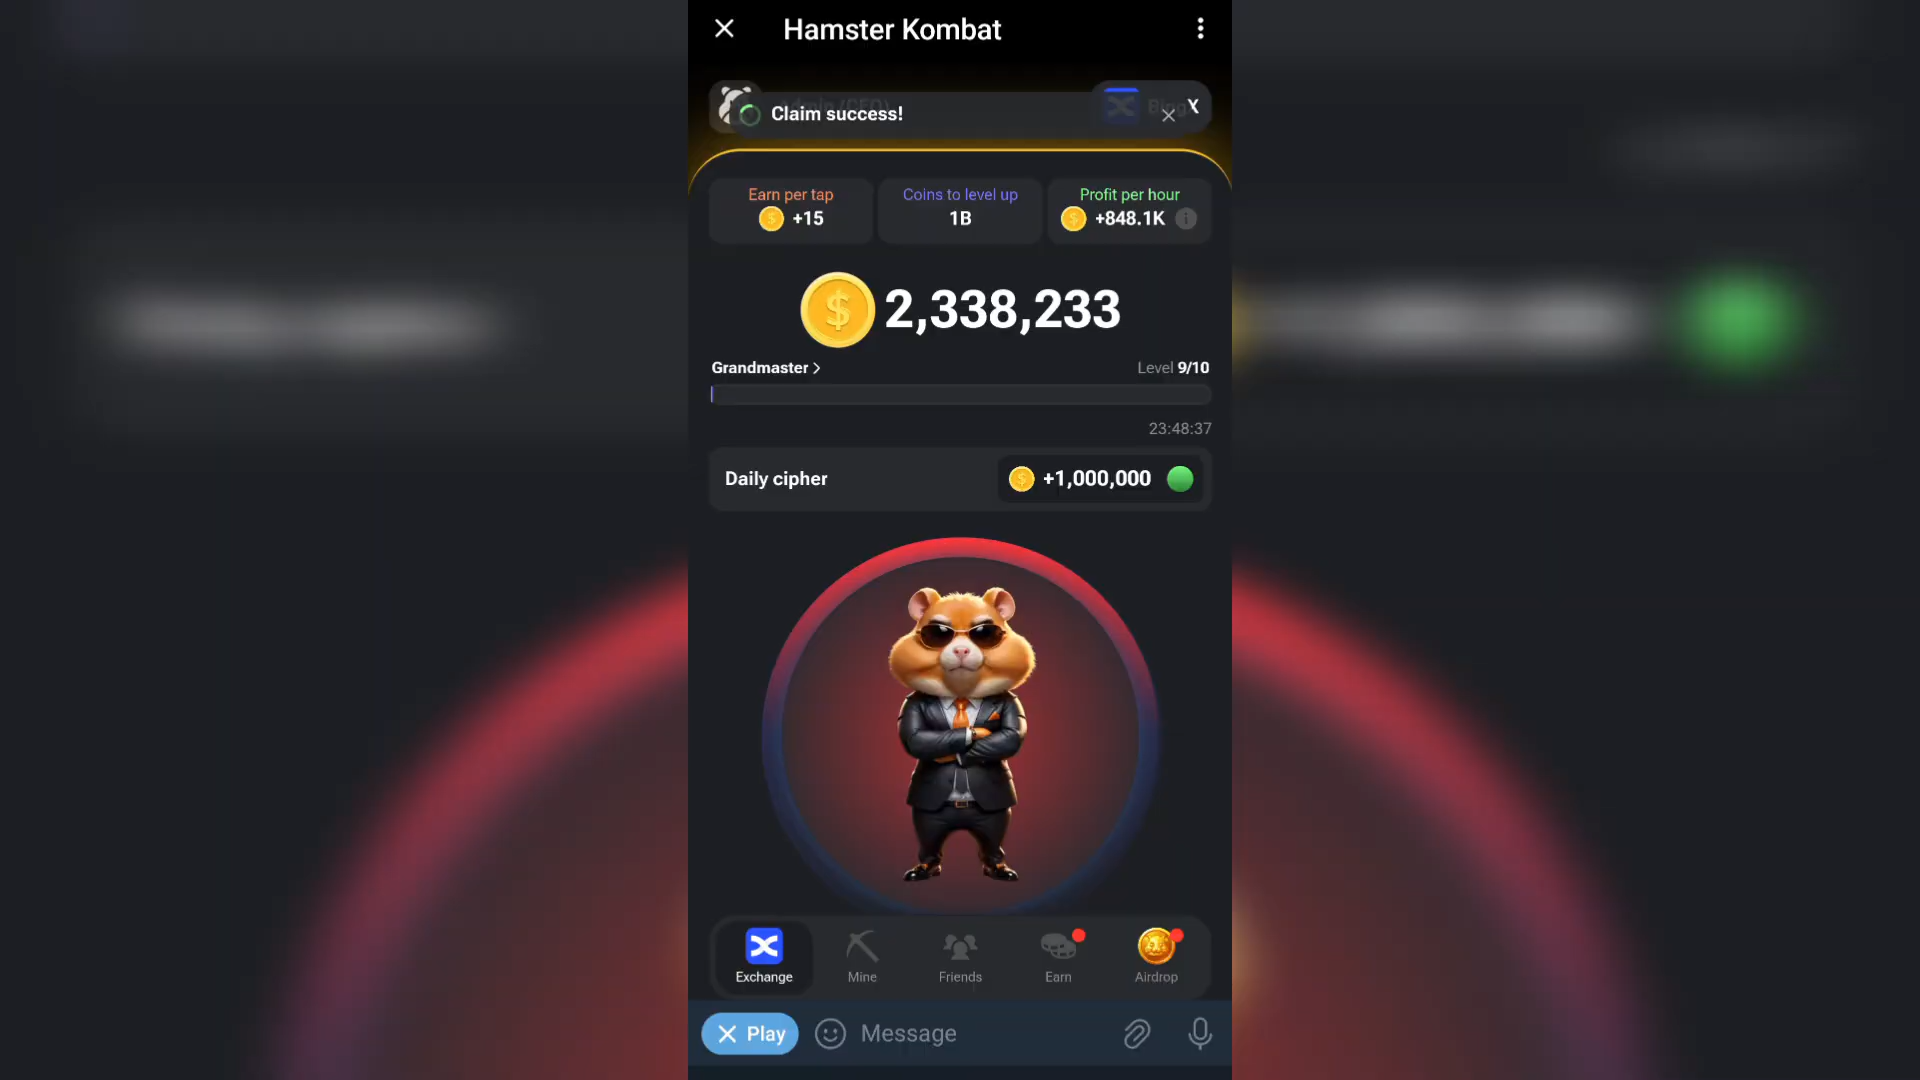 Hamster Kombat
Claim success!
X
Earn per tap
+15
Coins to level up
1B
Profit per hour
+848.1K
2,338,233
Grandmaster >
Level 9/10
23:48:37
Daily cipher
+1,000,000
Exchange
Mine
Friends
Earn
Airdrop
Play
Message